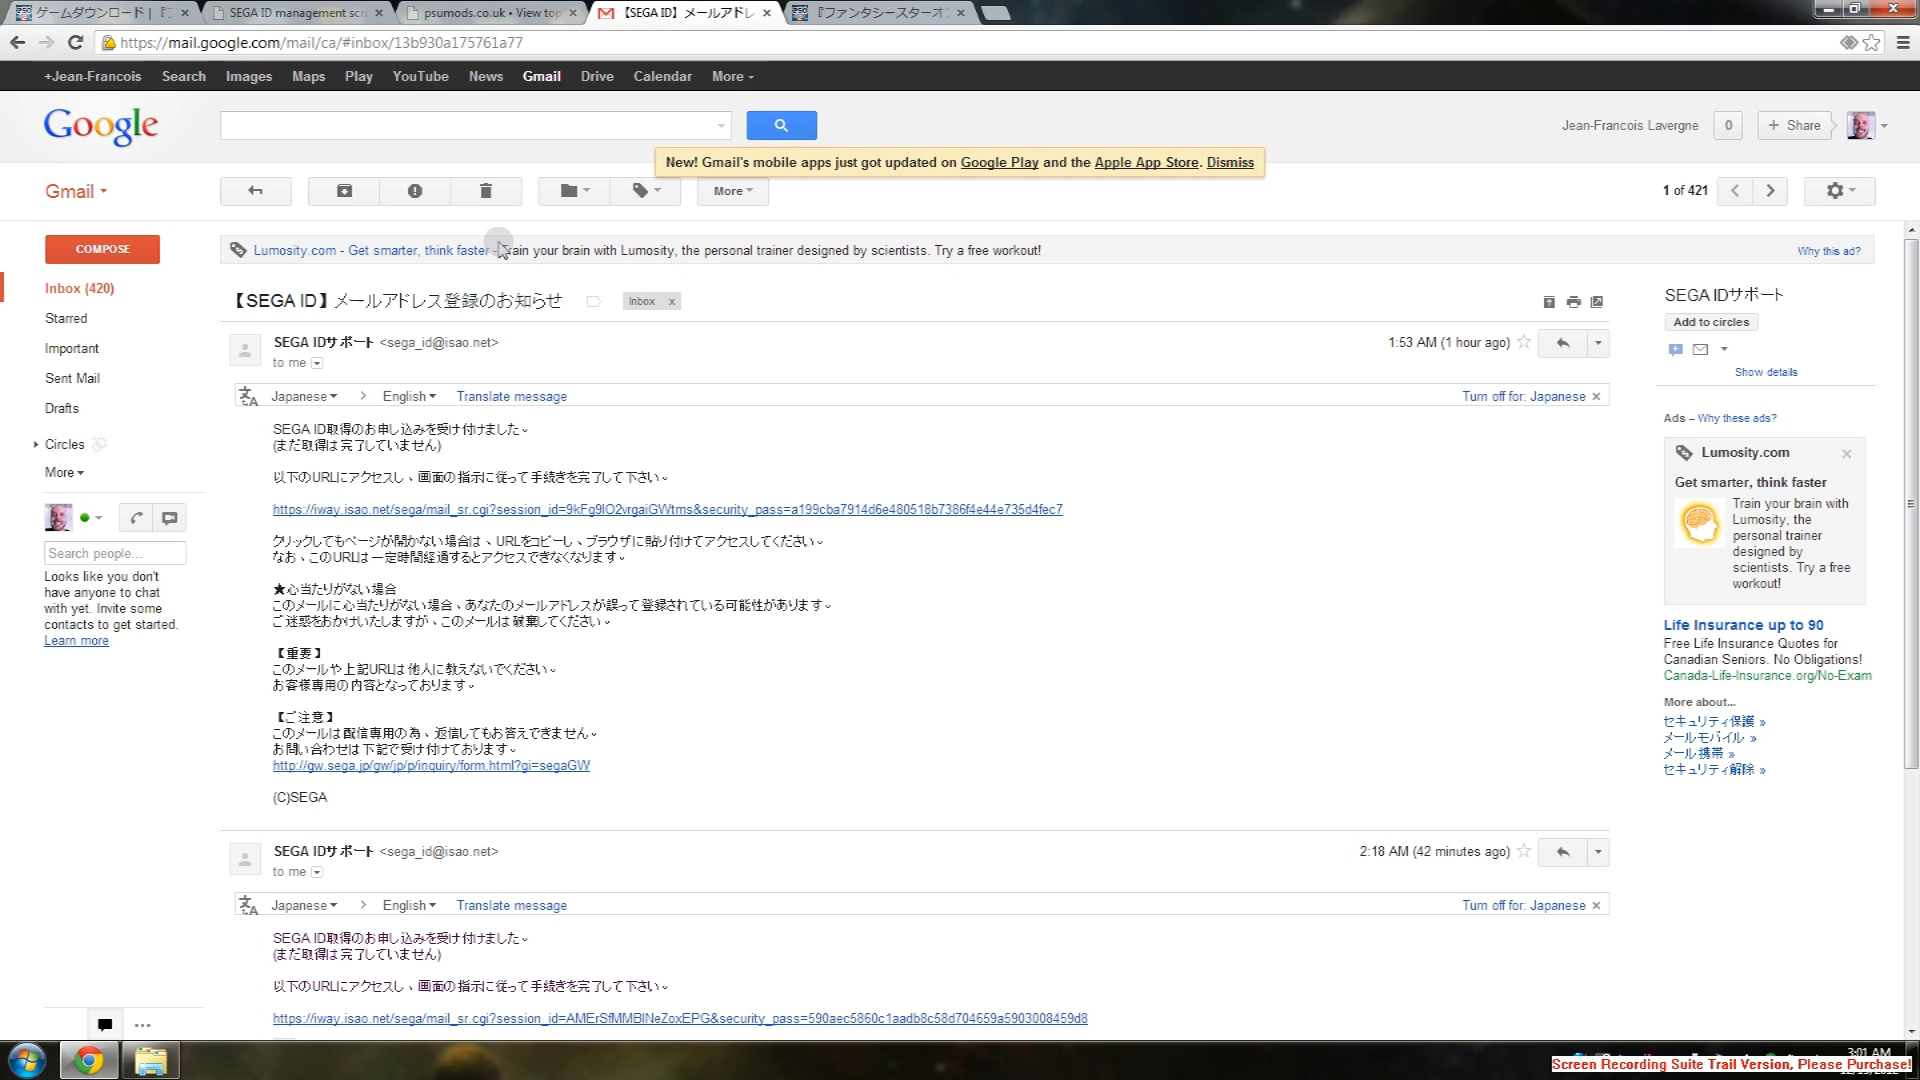 ゲームダウンロード | 『フ
SEGA ID management scr
psumods.co.uk • View top
【SEGA ID】メールアドレ
『ファンタシースターオン
https://mail.google.com/mail/ca/#inbox/13b930a175761a77
+Jean-Francois Search Images Maps Play YouTube News Gmail Drive Calendar More
Google
Jean-Francois Lavergne 0 + Share
New! Gmail's mobile apps just got updated on Google Play and the Apple App Store. Dismiss
Gmail
More
1 of 421
COMPOSE
Inbox (420)
Starred
Important
Sent Mail
Drafts
Circles
More
Search people...
Looks like you don't
have anyone to chat
with yet. Invite some
contacts to get started.
Learn more
Lumosity.com - Get smarter, think faster - Train your brain with Lumosity, the personal trainer designed by scientists. Try a free workout!
Why this ad?
【SEGA ID】メールアドレス登録のお知らせ
Inbox x
SEGA IDサポート <sega_id@isao.net>
1:53 AM (1 hour ago)
to me
Japanese > English Translate message
Turn off for: Japanese x
SEGA ID取得のお申し込みを受け付けました。
(まだ取得は完了していません)
以下のURLにアクセスし、画面の指示に従って手続きを完了して下さい。
https://iway.isao.net/sega/mail_sr.cgi?session_id=9kFg9lO2vrgaiGWtms&security_pass=a199cba7914d6e480518b7386f4e44e735d4fec7
クリックしてもページが開かない場合は、URLをコピーし、ブラウザに貼り付けてアクセスしてください。
なお、このURLは一定時間経過するとアクセスできなくなります。
★心当たりがない場合
このメールに心当たりがない場合、あなたのメールアドレスが誤って登録されている可能性があります。
ご迷惑をおかけいたしますが、このメールは破棄してください。
【重要】
このメールや上記URLは他人に教えないでください。
お客様専用の内容となっております。
【ご注意】
このメールは配信専用の為、返信してもお答えできません。
お問い合わせは下記で受け付けております。
http://gw.sega.jp/gw/jp/p/inquiry/form.html?gi=segaGW
(C)SEGA
SEGA IDサポート <sega_id@isao.net>
2:18 AM (42 minutes ago)
to me
Japanese > English Translate message
Turn off for: Japanese x
SEGA ID取得のお申し込みを受け付けました。
(まだ取得は完了していません)
以下のURLにアクセスし、画面の指示に従って手続きを完了して下さい。
https://iway.isao.net/sega/mail_sr.cgi?session_id=AMErSfMMBlNeZoxEPG&security_pass=590aec5860c1aadb8c58d704659a5903008459d8
SEGA IDサポート
Add to circles
Show details
Ads – Why these ads?
Lumosity.com
Get smarter, think faster
Train your brain with
Lumosity, the
personal trainer
designed by
scientists. Try a free
workout!
Life Insurance up to 90
Free Life Insurance Quotes for
Canadian Seniors. No Obligations!
Canada-Life-Insurance.org/No-Exam
More about...
セキュリティ保護 »
メールモバイル »
メール 携帯 »
セキュリティ解除 »
3:01 AM
Screen Recording Suite Trail Version, Please Purchase!